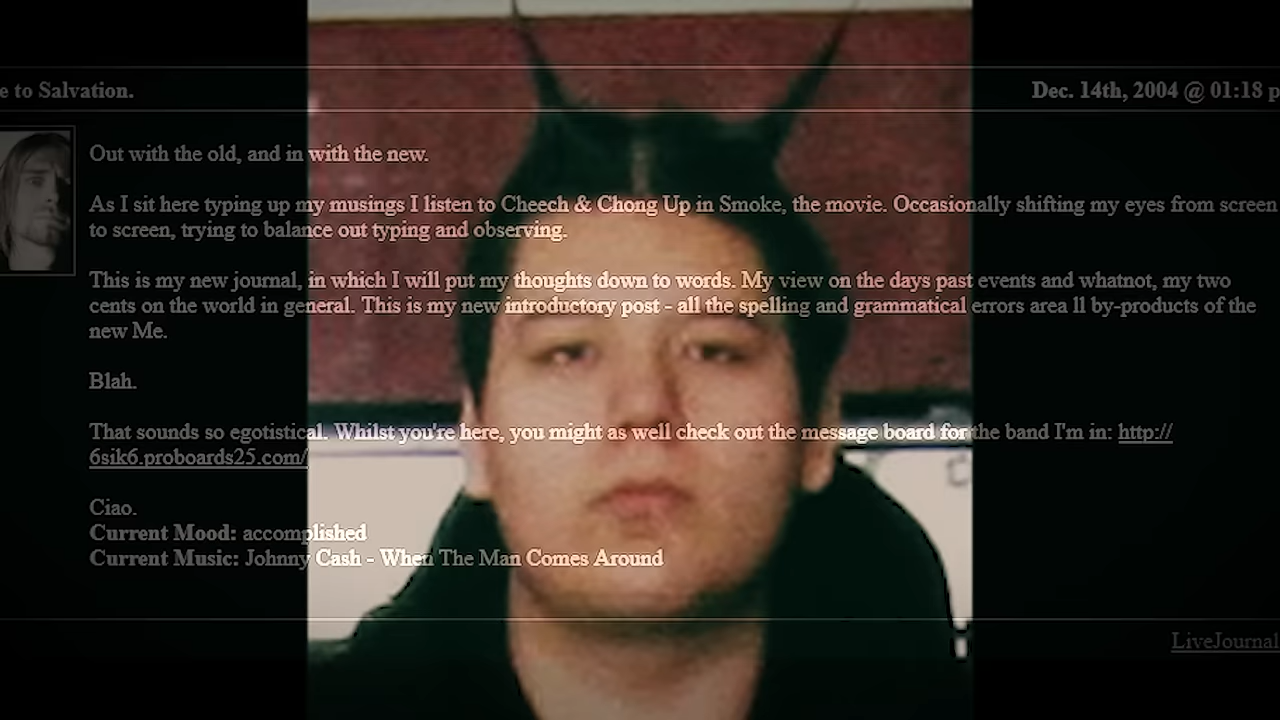 e to Salvation.
Dec. 14th, 2004 @ 01:18 p
Out with the old, and in with the new.
As I sit here typing up my musings I listen to Cheech & Chong Up in Smoke, the movie. Occasionally shifting my eyes from screen
to screen, trying to balance out typing and observing.
This is my new journal, in which I will put my thoughts down to words. My view on the days past events and whatnot, my two
cents on the world in general. This is my new introductory post - all the spelling and grammatical errors area ll by-products of the
new Me.
Blah.
That sounds so egotistical. Whilst you're here, you might as well check out the message board for the band I'm in: http://
6sik6.proboards25.com/
Ciao.
Current Mood: accomplished
Current Music: Johnny Cash - When The Man Comes Around
LiveJournal